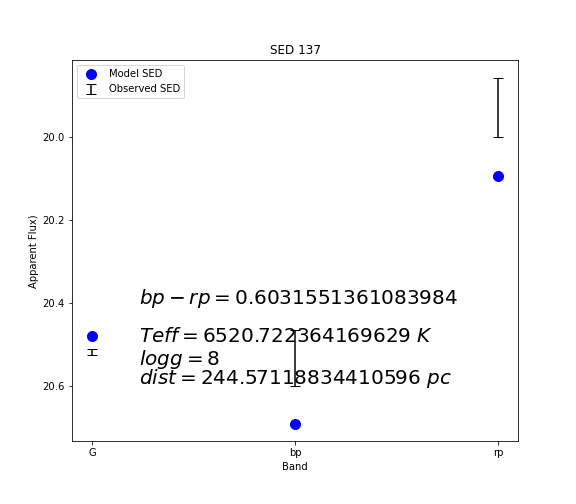 SED 137
Model SED
Observed SED
20.0
20.2
20.4
20.6
Apparent Flux)
bp − rp = 0.6031551361083984
Teff = 6520.722364169629 K
logg = 8
dist = 244.57118834410596 pc
G bp rp
Band